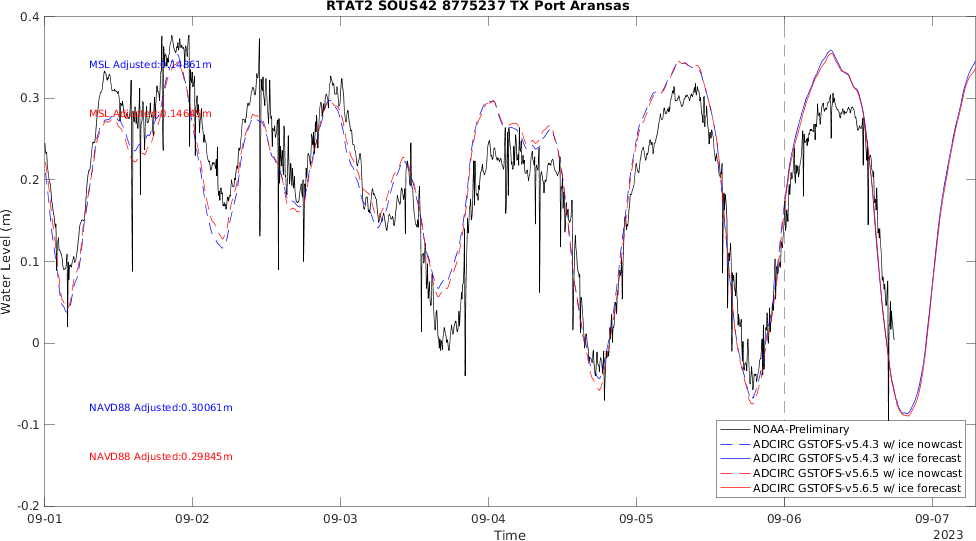 RTAT2 SOUS42 8775237 TX Port Aransas
0.4
0.3
0.2
0.1
0
-0.1
-0.2
Water Level (m)
MSL Adjusted:0.14861m
MSL Adjusted:0.14645m
NAVD88 Adjusted:0.30061m
NAVD88 Adjusted:0.29845m
NOAA-Preliminary
ADCIRC GSTOFS-v5.4.3 w/ ice nowcast
ADCIRC GSTOFS-v5.4.3 w/ ice forecast
ADCIRC GSTOFS-v5.6.5 w/ ice nowcast
ADCIRC GSTOFS-v5.6.5 w/ ice forecast
09-01 09-02 09-03 09-04 09-05 09-06 09-07
Time
2023